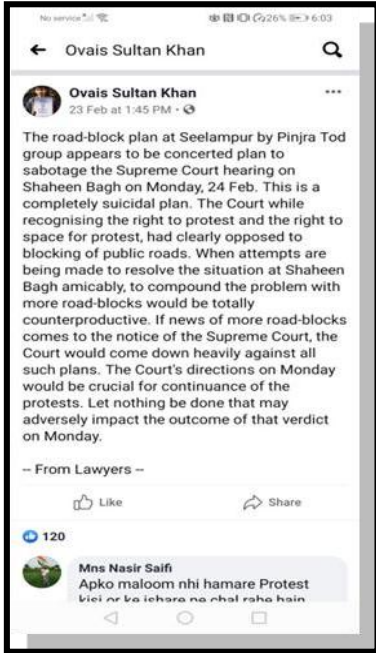 No service 26% 6:03
Ovais Sultan Khan
Ovais Sultan Khan
23 Feb at 1:45 PM
The road-block plan at Seelampur by Pinjra Tod
group appears to be concerted plan to
sabotage the Supreme Court hearing on
Shaheen Bagh on Monday, 24 Feb. This is a
completely suicidal plan. The Court while
recognising the right to protest and the right to
space for protest, had clearly opposed to
blocking of public roads. When attempts are
being made to resolve the situation at Shaheen
Bagh amicably, to compound the problem with
more road-blocks would be totally
counterproductive. If news of more road-blocks
comes to the notice of the Supreme Court, the
Court would come down heavily against all
such plans. The Court's directions on Monday
would be crucial for continuance of the
protests. Let nothing be done that may
adversely impact the outcome of that verdict
on Monday.
-- From Lawyers --
Like Share
120
Mns Nasir Saifi
Apko maloom nhi hamare Protest
kisi or ke ishare pe chal rahe hain